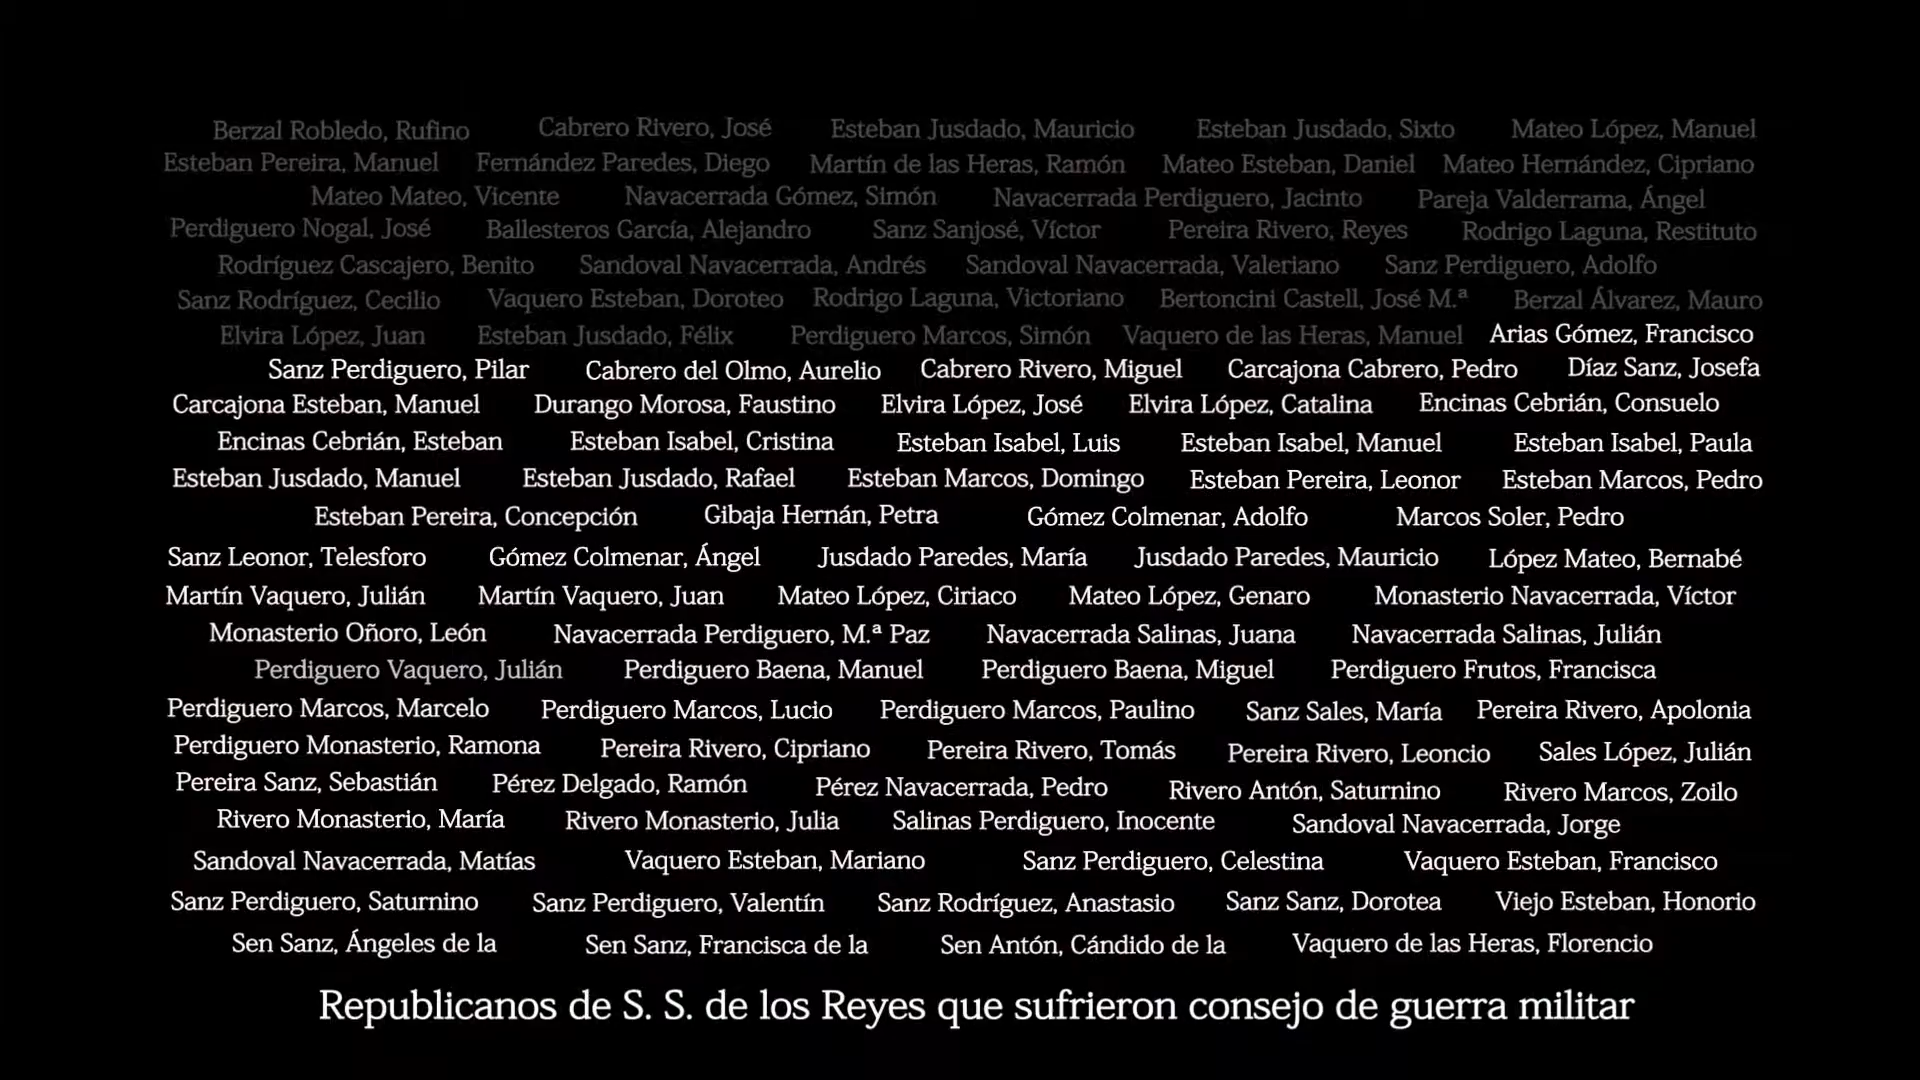 Berzal Robledo, Rufino Cabrero Rivero, José Esteban Jusdado, Mauricio Esteban Jusdado, Sixto Mateo López, Manuel
Esteban Pereira, Manuel Fernández Paredes, Diego Martín de las Heras, Ramón Mateo Esteban, Daniel Mateo Hernández, Cipriano
Mateo Mateo, Vicente Navacerrada Gómez, Simón Navacerrada Perdiguero, Jacinto Pareja Valderrama, Ángel
Perdiguero Nogal, José Ballesteros García, Alejandro Sanz Sanjosé, Víctor Pereira Rivero, Reyes Rodrigo Laguna, Restituto
Rodríguez Cascajero, Benito Sandoval Navacerrada, Andrés Sandoval Navacerrada, Valeriano Sanz Perdiguero, Adolfo
Sanz Rodríguez, Cecilio Vaquero Esteban, Doroteo Rodrigo Laguna, Victoriano Bertoncini Castell, José M.ª Berzal Álvarez, Mauro
Elvira López, Juan Esteban Jusdado, Félix Perdiguero Marcos, Simón Vaquero de las Heras, Manuel Arias Gómez, Francisco
Sanz Perdiguero, Pilar Cabrero del Olmo, Aurelio Cabrero Rivero, Miguel Carcajona Cabrero, Pedro Díaz Sanz, Josefa
Carcajona Esteban, Manuel Durango Morosa, Faustino Elvira López, José Elvira López, Catalina Encinas Cebrián, Consuelo
Encinas Cebrián, Esteban Esteban Isabel, Cristina Esteban Isabel, Luis Esteban Isabel, Manuel Esteban Isabel, Paula
Esteban Jusdado, Manuel Esteban Jusdado, Rafael Esteban Marcos, Domingo Esteban Pereira, Leonor Esteban Marcos, Pedro
Esteban Pereira, Concepción Gibaja Hernán, Petra Gómez Colmenar, Adolfo Marcos Soler, Pedro
Sanz Leonor, Telesforo Gómez Colmenar, Ángel Jusdado Paredes, María Jusdado Paredes, Mauricio López Mateo, Bernabé
Martín Vaquero, Julián Martín Vaquero, Juan Mateo López, Ciriaco Mateo López, Genaro Monasterio Navacerrada, Víctor
Monasterio Oñoro, León Navacerrada Perdiguero, M.ª Paz Navacerrada Salinas, Juana Navacerrada Salinas, Julián
Perdiguero Vaquero, Julián Perdiguero Baena, Manuel Perdiguero Baena, Miguel Perdiguero Frutos, Francisca
Perdiguero Marcos, Marcelo Perdiguero Marcos, Lucio Perdiguero Marcos, Paulino Sanz Sales, María Pereira Rivero, Apolonia
Perdiguero Monasterio, Ramona Pereira Rivero, Cipriano Pereira Rivero, Tomás Pereira Rivero, Leoncio Sales López, Julián
Pereira Sanz, Sebastián Pérez Delgado, Ramón Pérez Navacerrada, Pedro Rivero Antón, Saturnino Rivero Marcos, Zoilo
Rivero Monasterio, María Rivero Monasterio, Julia Salinas Perdiguero, Inocente Sandoval Navacerrada, Jorge
Sandoval Navacerrada, Matías Vaquero Esteban, Mariano Sanz Perdiguero, Celestina Vaquero Esteban, Francisco
Sanz Perdiguero, Saturnino Sanz Perdiguero, Valentín Sanz Rodríguez, Anastasio Sanz Sanz, Dorotea Viejo Esteban, Honorio
Sen Sanz, Ángeles de la Sen Sanz, Francisca de la Sen Antón, Cándido de la Vaquero de las Heras, Florencio
Republicanos de S. S. de los Reyes que sufrieron consejo de guerra militar